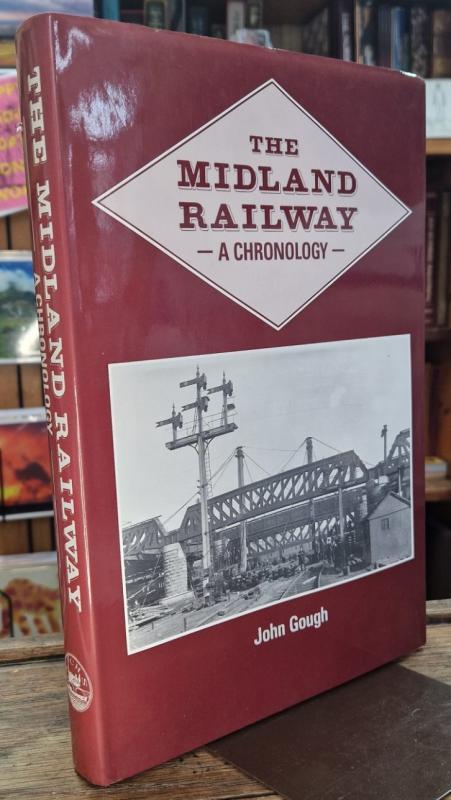 THE
MIDLAND
RAILWAY
— A CHRONOLOGY —
John Gough
THE MIDLAND RAILWAY
A CHRONOLOGY